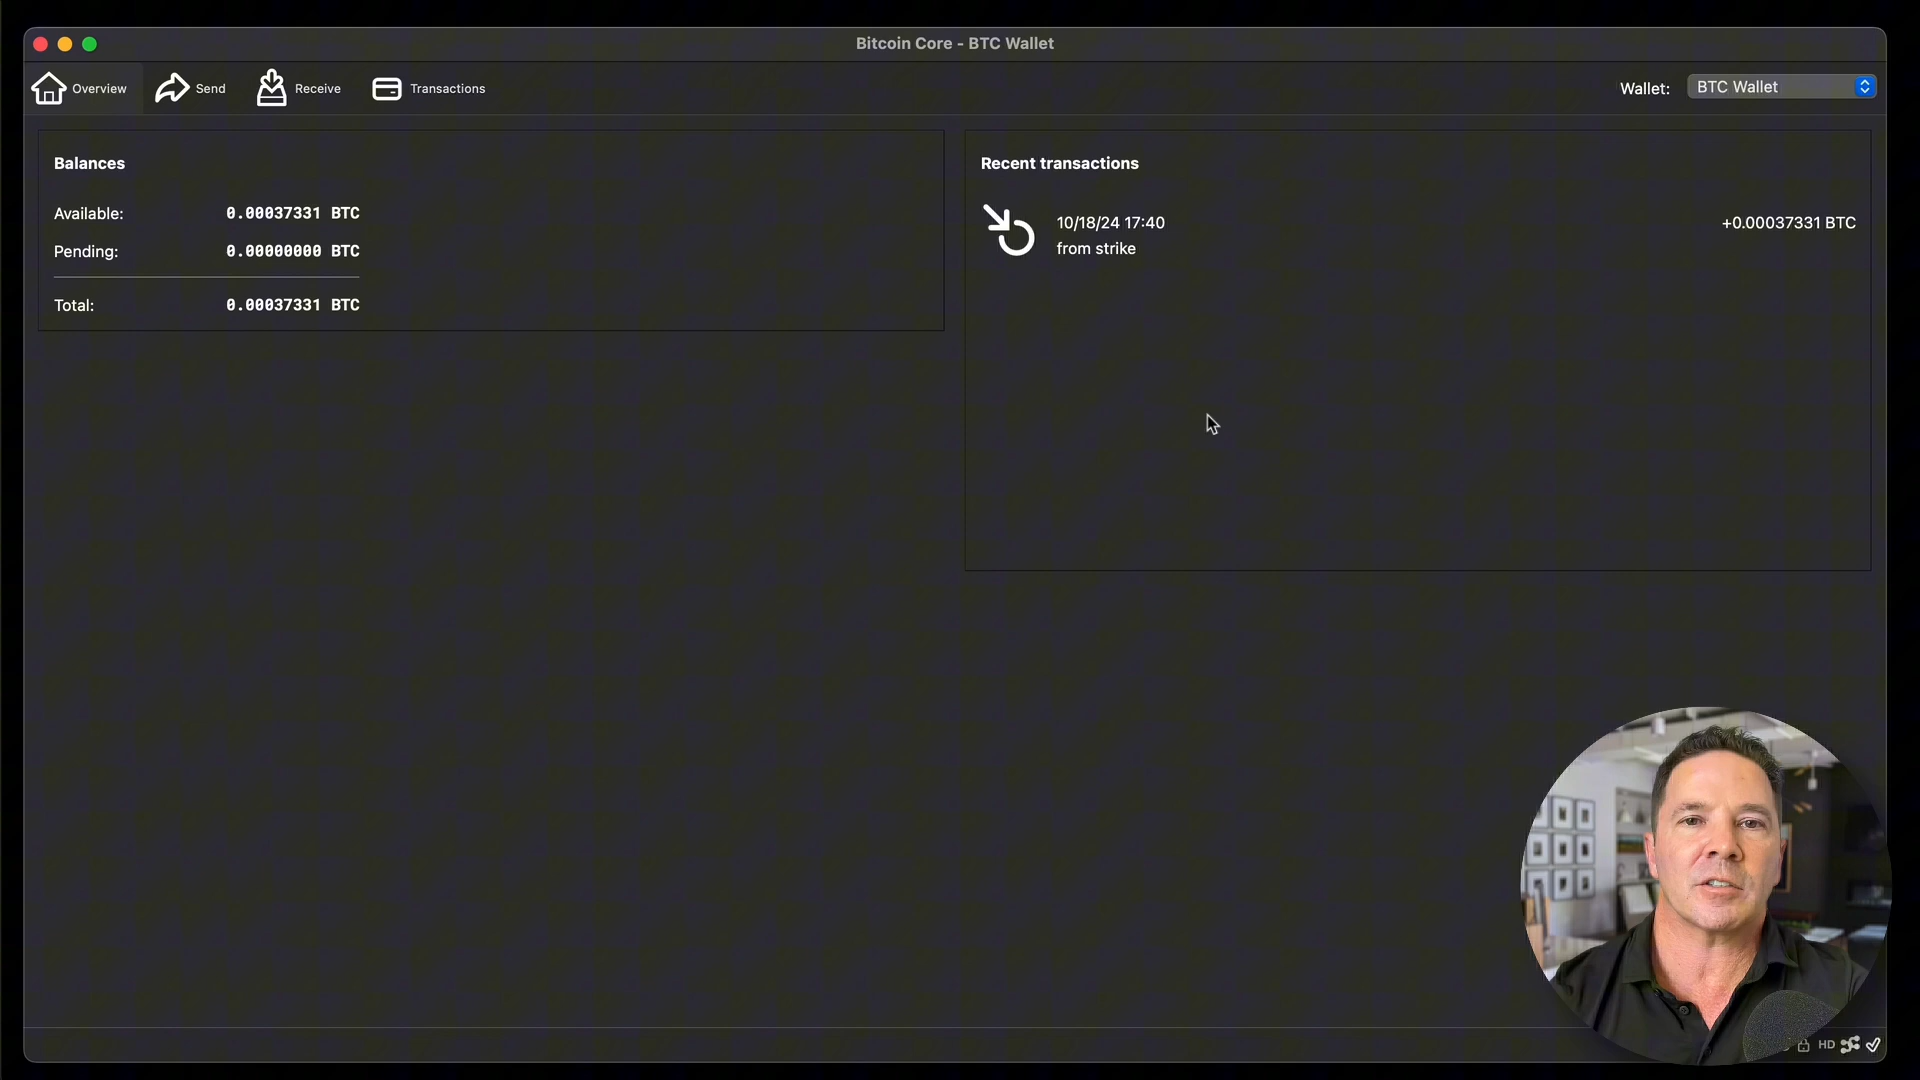 Bitcoin Core - BTC Wallet
Overview
Send
Receive
Transactions
Wallet:
BTC Wallet
Balances
Available: 0.00037331 BTC
Pending: 0.00000000 BTC
Total: 0.00037331 BTC
Recent transactions
10/18/24 17:40
+0.00037331 BTC
from strike
HD